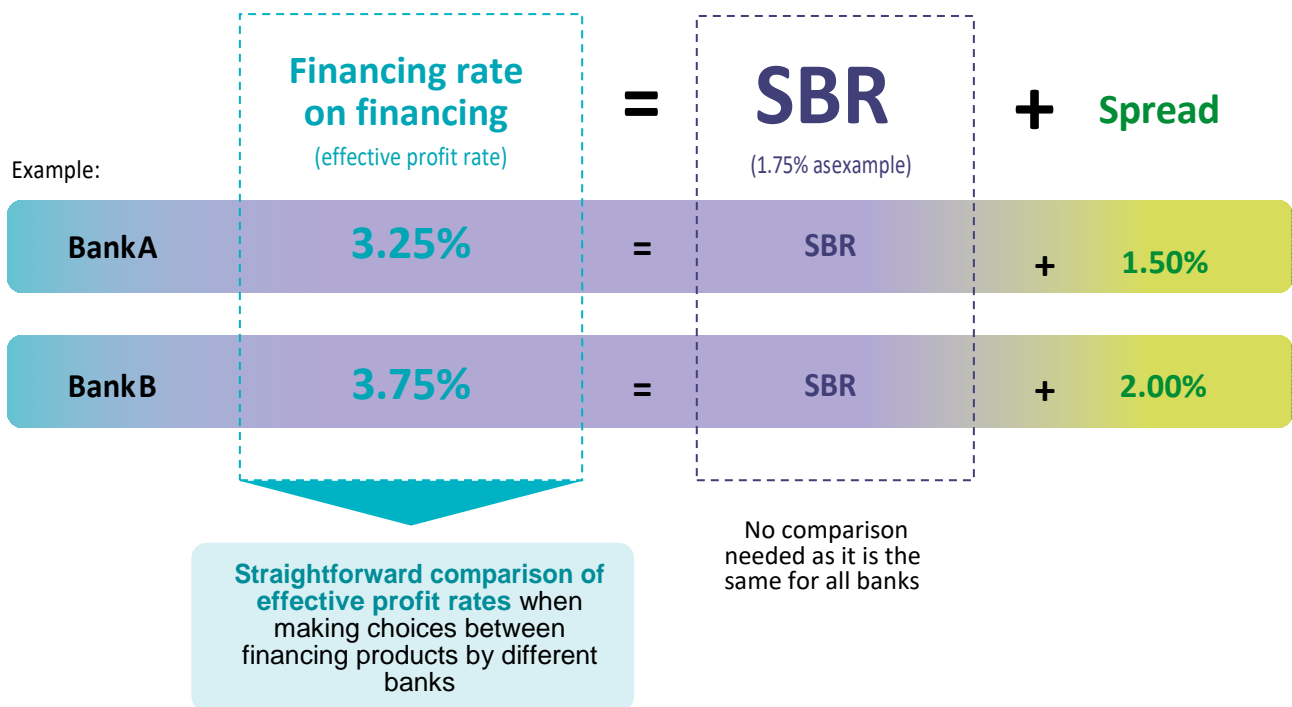 Financing rate
on financing
(effective profit rate)
=
SBR
(1.75% asexample)
+
Spread
Example:
BankA
3.25%
=
SBR
+
1.50%
BankB
3.75%
=
SBR
+
2.00%
Straightforward comparison of
effective profit rates when
making choices between
financing products by different
banks
No comparison
needed as it is the
same for all banks